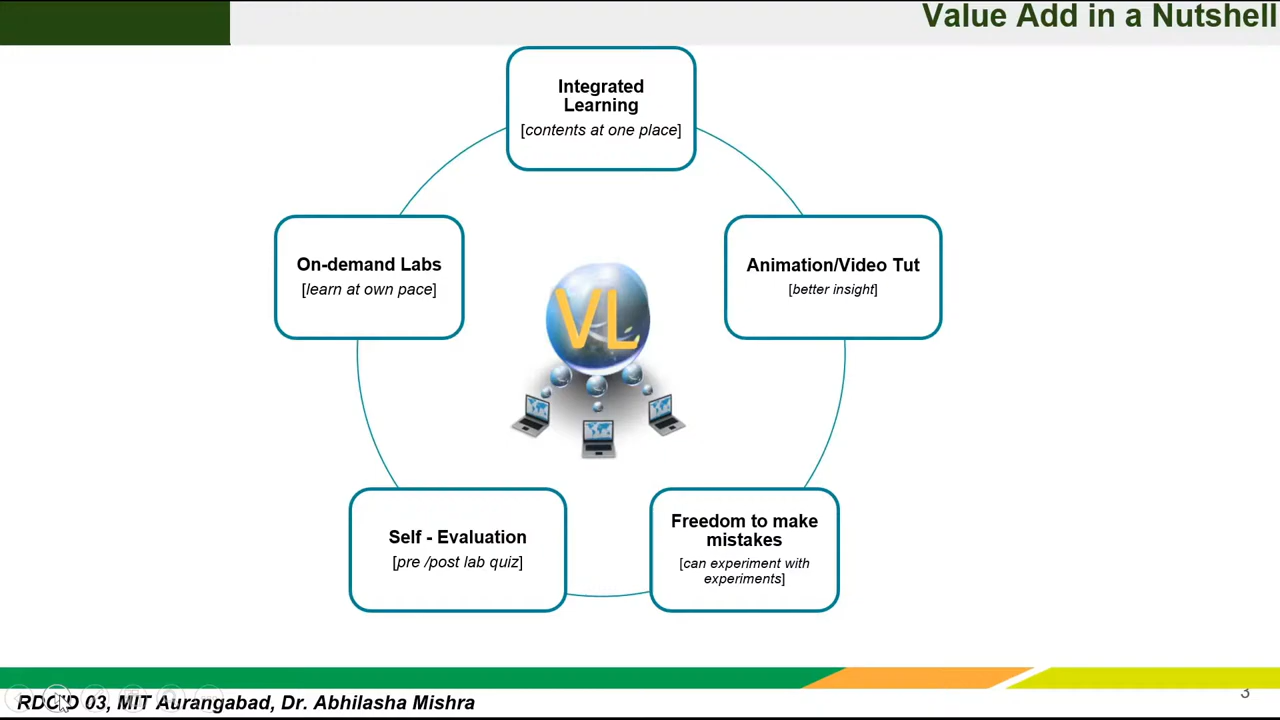 Value Add in a Nutshell
Integrated
Learning
[contents at one place]
On-demand Labs
[learn at own pace]
Animation/Video Tut
[better insight]
VL
Self - Evaluation
[pre /post lab quiz]
Freedom to make
mistakes
[can experiment with
experiments]
03, MIT Aurangabad, Dr. Abhilasha Mishra
3